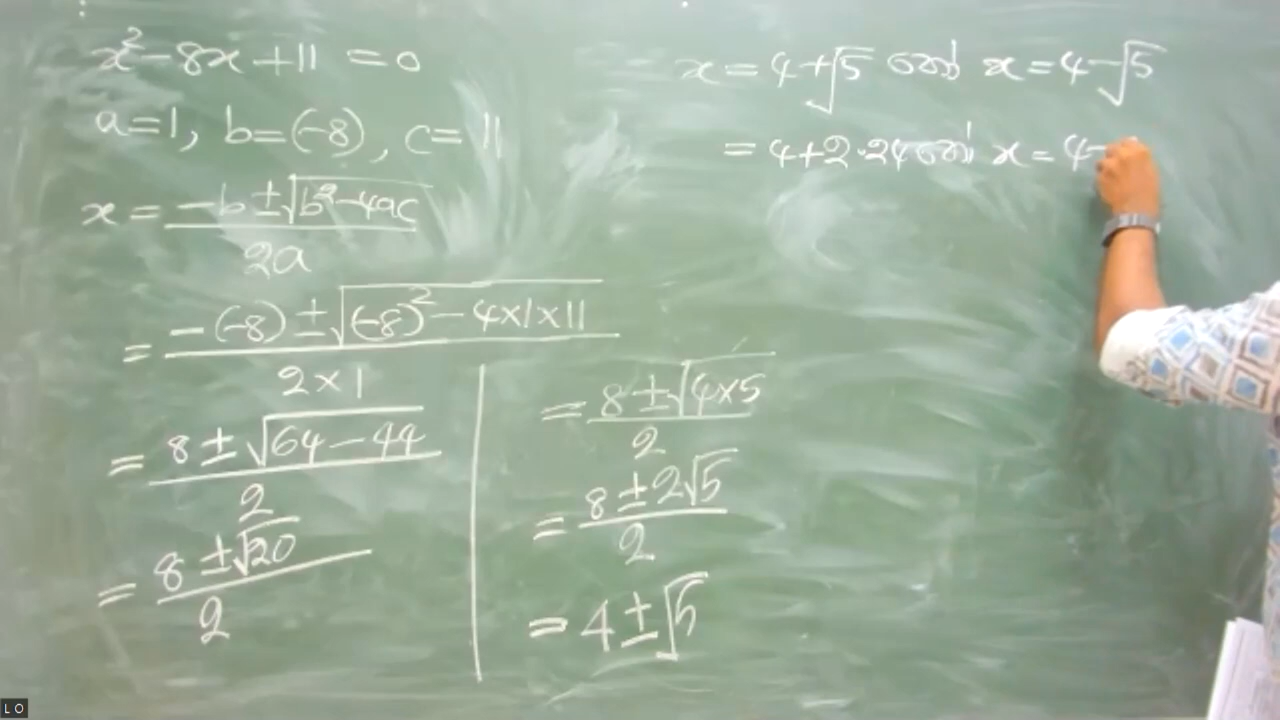 x² - 8x + 11 = 0
a = 1, b = (-8), c = 11
x = (-b ± √(b² - 4ac)) / 2a
= (-(-8) ± √((-8)² - 4×1×11)) / (2 × 1)
= (8 ± √(64 - 44)) / 2
= (8 ± √20) / 2
= (8 ± √(4×5)) / 2
= (8 ± 2√5) / 2
= 4 ± √5
x = 4 + √5 හෝ x = 4 - √5
= 4 + 2.24 හෝ x = 4 -
LO